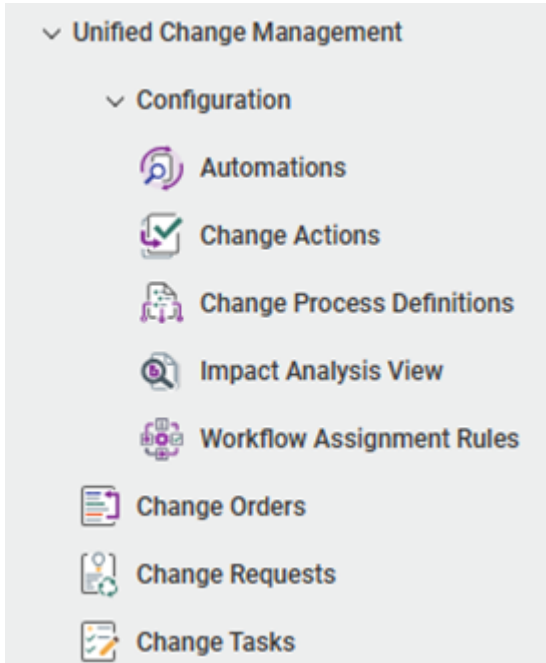 Unified Change Management
Configuration
Automations
Change Actions
Change Process Definitions
Impact Analysis View
Workflow Assignment Rules
Change Orders
Change Requests
Change Tasks